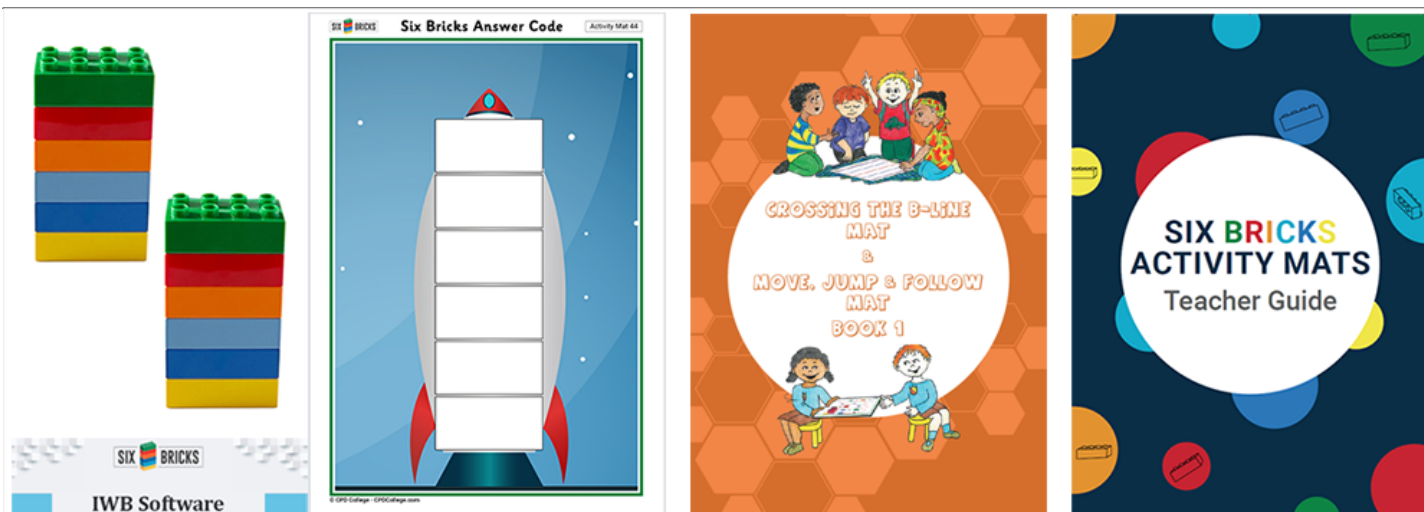 SIX BRICKS
IWB Software
SIX BRICKS
Six Bricks Answer Code
Activity Mat 44
© CPD College - CPDCollege.com
CROSSING THE B-LINE
MAT
&
MOVE, JUMP & FOLLOW
MAT
BOOK 1
SIX BRICKS
ACTIVITY MATS
Teacher Guide